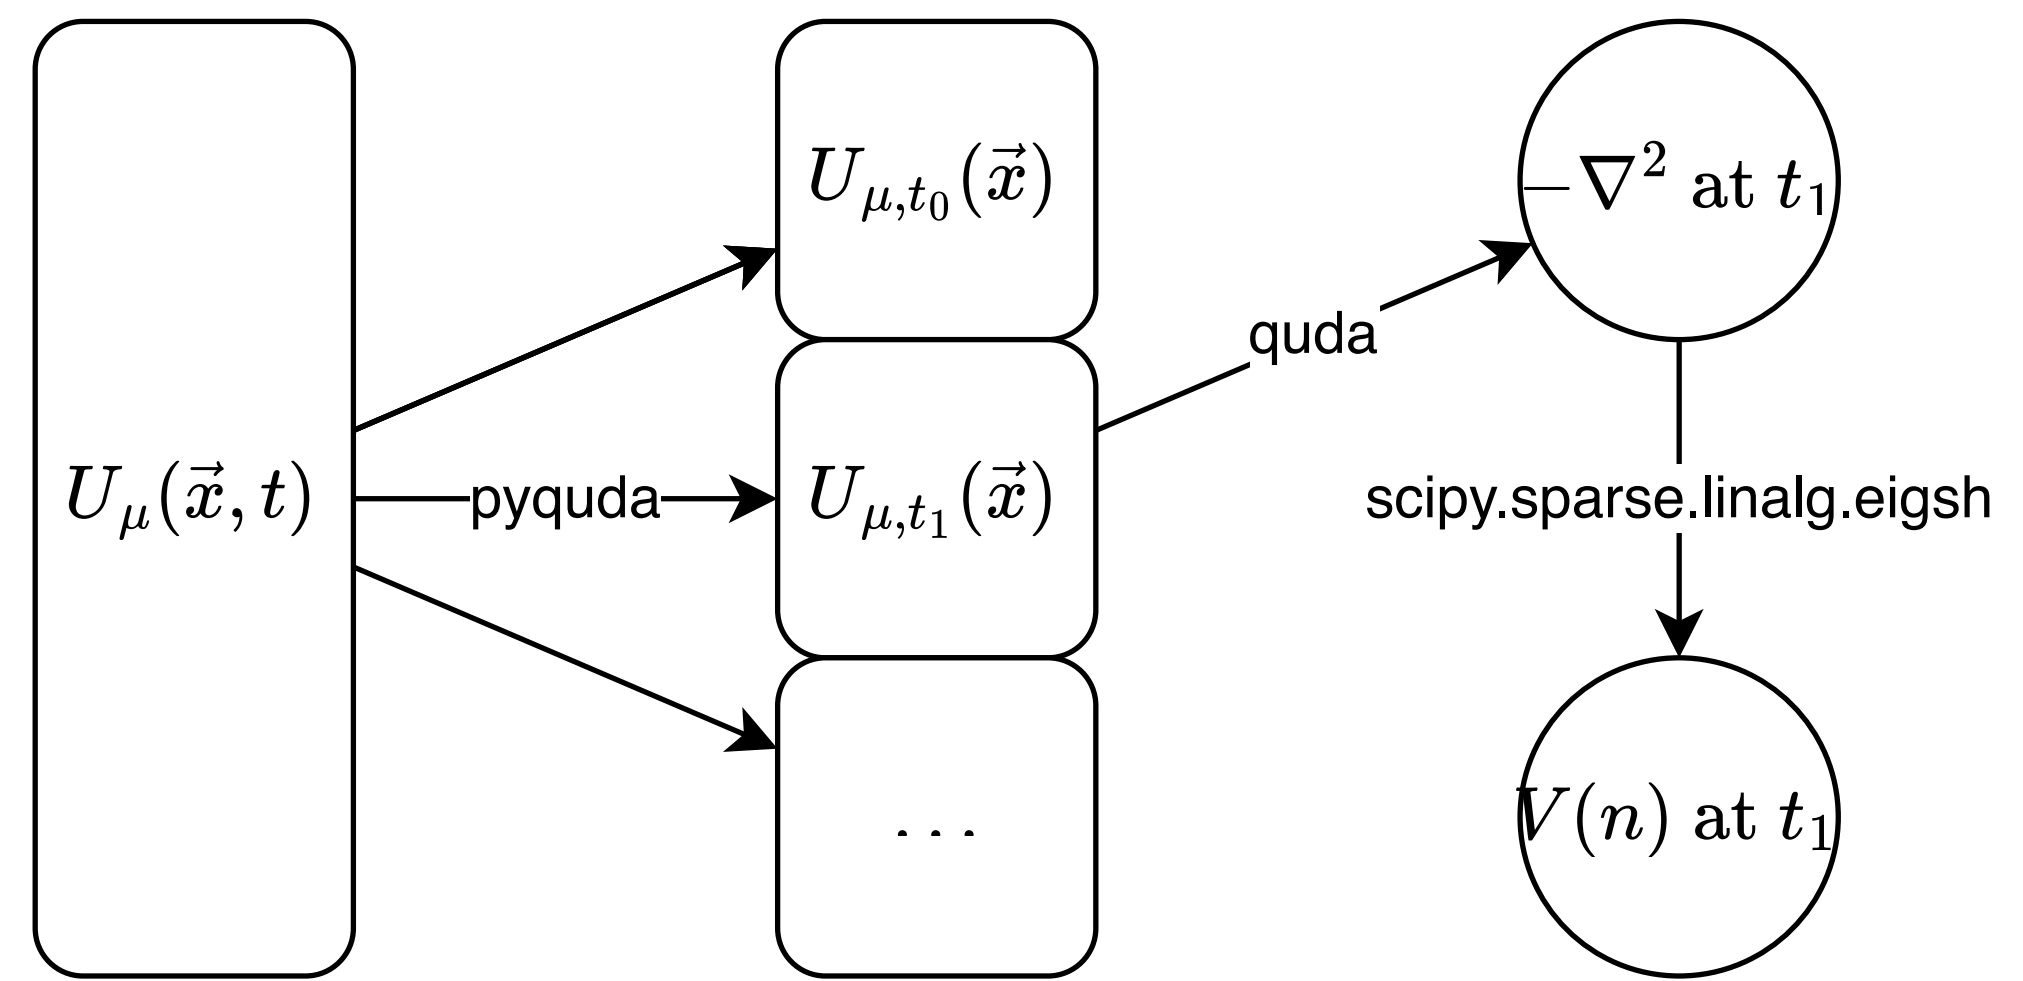 U_μ(x⃗, t)
pyquda
U_{μ,t_0}(x⃗)
U_{μ,t_1}(x⃗)
...
quda
−∇² at t_1
scipy.sparse.linalg.eigsh
V(n) at t_1